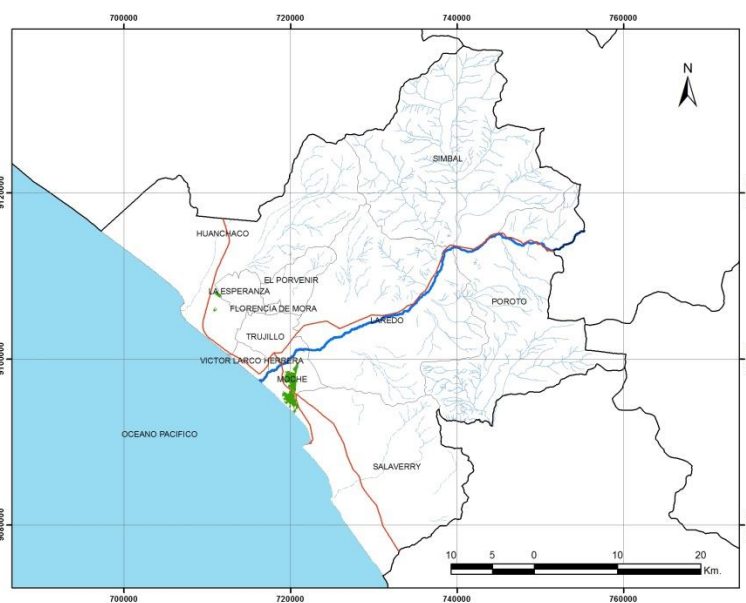 700000 720000 740000 760000
N
SIMBAL
9120000
HUANCHACO
EL PORVENIR
LA ESPERANZA
POROTO
FLORENCIA DE MORA
LAREDO
TRUJILLO
VICTOR LARCO HERRERA
9100000
MOCHE
OCEANO PACIFICO
SALAVERRY
9080000
10 5 0 10 20
Km.
700000 720000 740000 760000